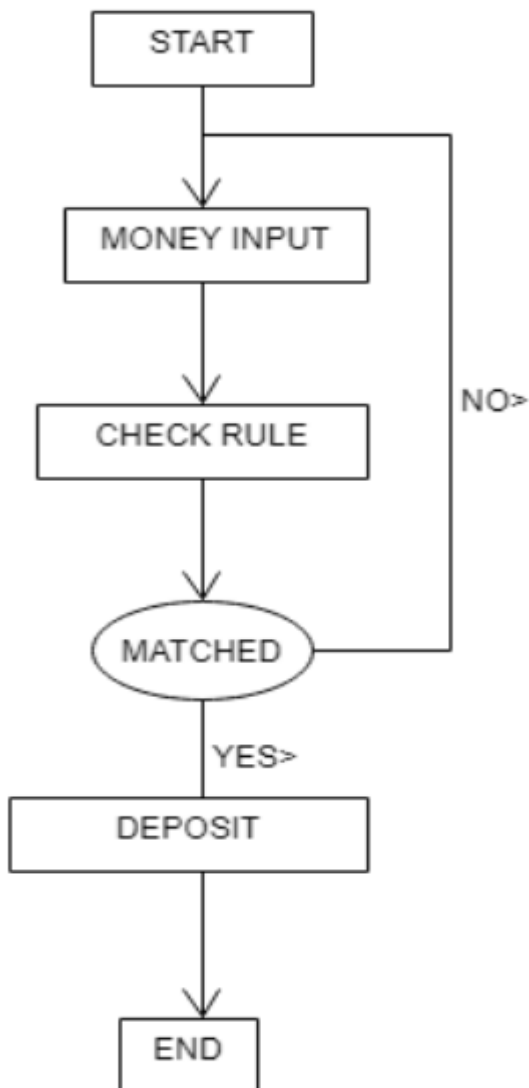 START
MONEY INPUT
CHECK RULE
NO>
MATCHED
YES>
DEPOSIT
END